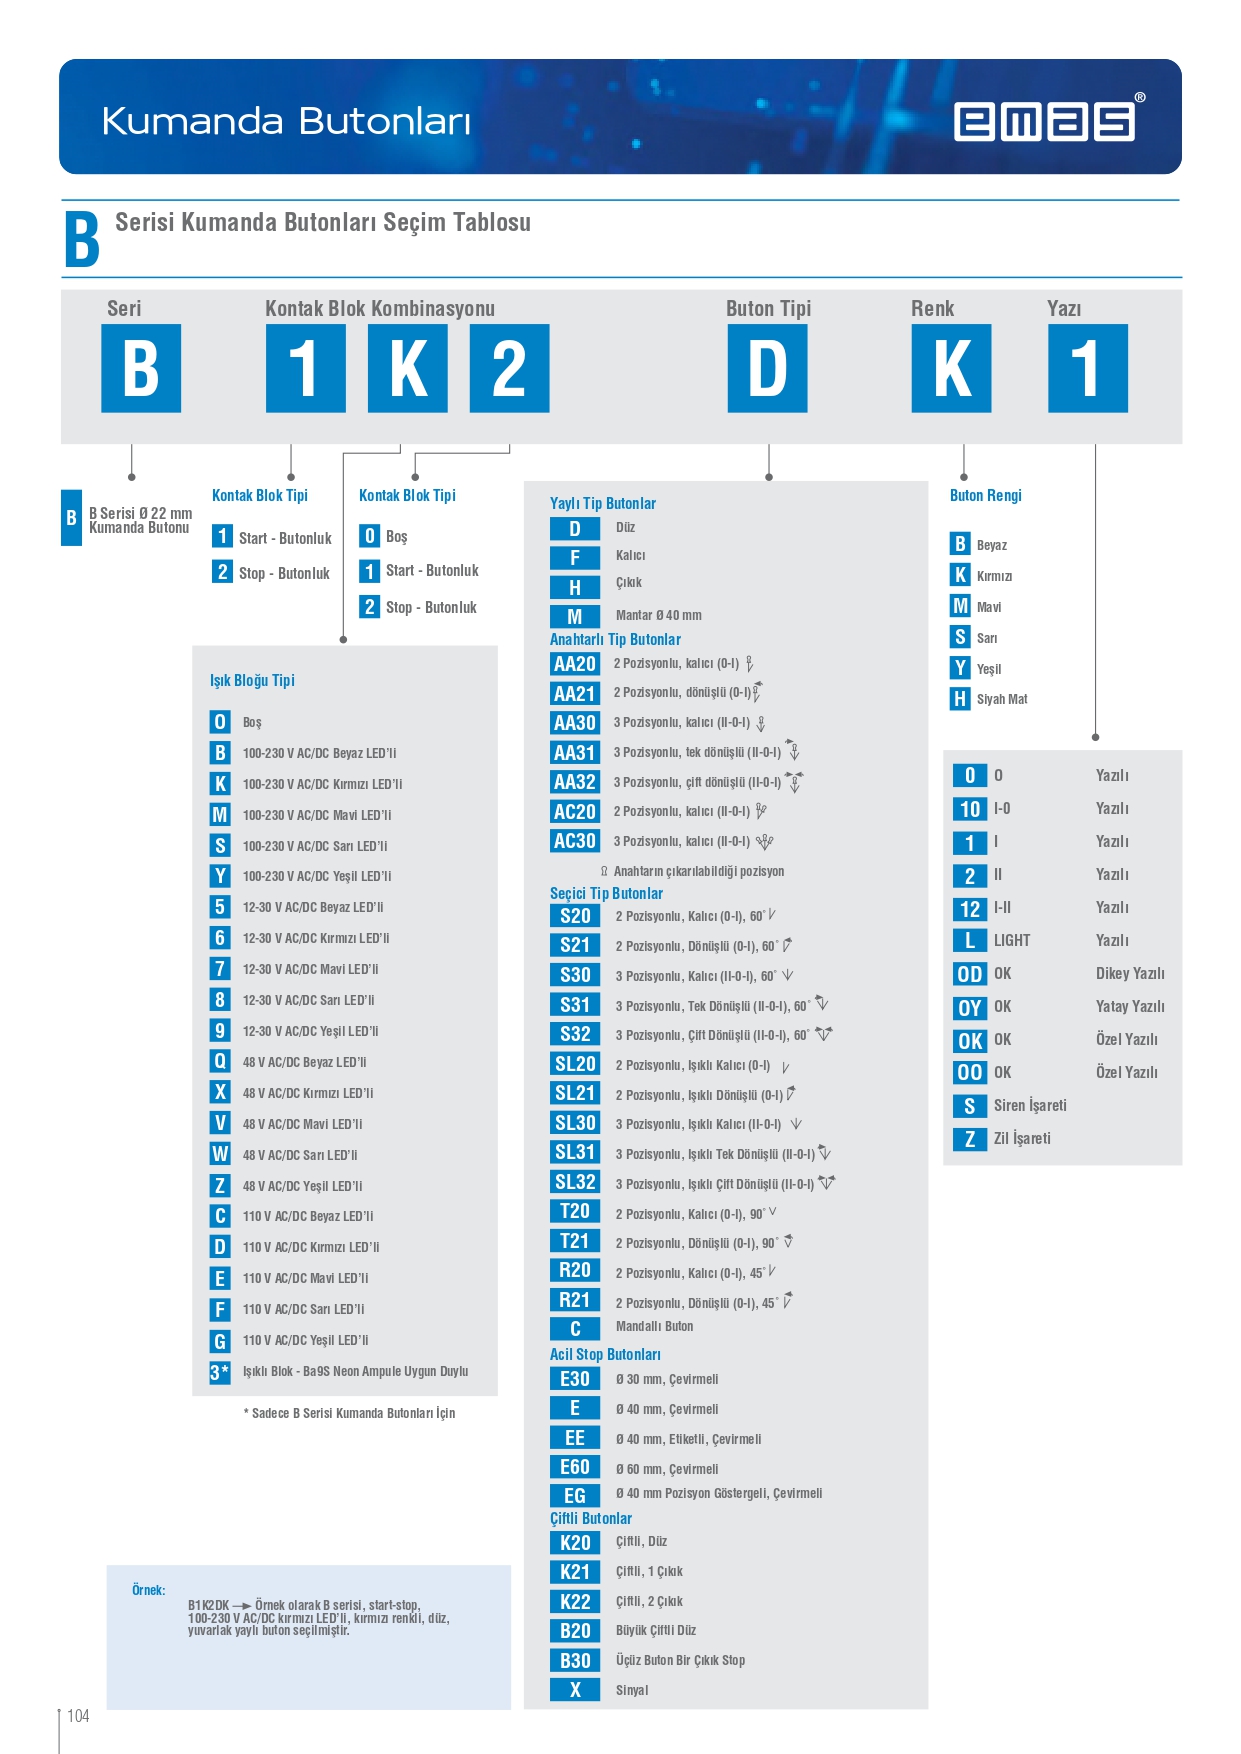 Kumanda Butonları
emas®
B Serisi Kumanda Butonları Seçim Tablosu
Seri
Kontak Blok Kombinasyonu
Buton Tipi
Renk
Yazı
B 1 K 2 D K 1
B B Serisi Ø 22 mm
Kumanda Butonu
Kontak Blok Tipi
1 Start - Butonluk
2 Stop - Butonluk
Kontak Blok Tipi
0 Boş
1 Start - Butonluk
2 Stop - Butonluk
Işık Bloğu Tipi
O Boş
B 100-230 V AC/DC Beyaz LED'li
K 100-230 V AC/DC Kırmızı LED'li
M 100-230 V AC/DC Mavi LED'li
S 100-230 V AC/DC Sarı LED'li
Y 100-230 V AC/DC Yeşil LED'li
5 12-30 V AC/DC Beyaz LED'li
6 12-30 V AC/DC Kırmızı LED'li
7 12-30 V AC/DC Mavi LED'li
8 12-30 V AC/DC Sarı LED'li
9 12-30 V AC/DC Yeşil LED'li
Q 48 V AC/DC Beyaz LED'li
X 48 V AC/DC Kırmızı LED'li
V 48 V AC/DC Mavi LED'li
W 48 V AC/DC Sarı LED'li
Z 48 V AC/DC Yeşil LED'li
C 110 V AC/DC Beyaz LED'li
D 110 V AC/DC Kırmızı LED'li
E 110 V AC/DC Mavi LED'li
F 110 V AC/DC Sarı LED'li
G 110 V AC/DC Yeşil LED'li
3* Işıklı Blok - Ba9S Neon Ampule Uygun Duylu
* Sadece B Serisi Kumanda Butonları İçin
Yaylı Tip Butonlar
D Düz
F Kalıcı
H Çıkık
M Mantar Ø 40 mm
Anahtarlı Tip Butonlar
AA20 2 Pozisyonlu, kalıcı (0-I)
AA21 2 Pozisyonlu, dönüşlü (0-I)
AA30 3 Pozisyonlu, kalıcı (II-0-I)
AA31 3 Pozisyonlu, tek dönüşlü (II-0-I)
AA32 3 Pozisyonlu, çift dönüşlü (II-0-I)
AC20 2 Pozisyonlu, kalıcı (II-0-I)
AC30 3 Pozisyonlu, kalıcı (II-0-I)
Anahtarın çıkarılabildiği pozisyon
Seçici Tip Butonlar
S20 2 Pozisyonlu, Kalıcı (0-I), 60°
S21 2 Pozisyonlu, Dönüşlü (0-I), 60°
S30 3 Pozisyonlu, Kalıcı (II-0-I), 60°
S31 3 Pozisyonlu, Tek Dönüşlü (II-0-I), 60°
S32 3 Pozisyonlu, Çift Dönüşlü (II-0-I), 60°
SL20 2 Pozisyonlu, Işıklı Kalıcı (0-I)
SL21 2 Pozisyonlu, Işıklı Dönüşlü (0-I)
SL30 3 Pozisyonlu, Işıklı Kalıcı (II-0-I)
SL31 3 Pozisyonlu, Işıklı Tek Dönüşlü (II-0-I)
SL32 3 Pozisyonlu, Işıklı Çift Dönüşlü (II-0-I)
T20 2 Pozisyonlu, Kalıcı (0-I), 90°
T21 2 Pozisyonlu, Dönüşlü (0-I), 90°
R20 2 Pozisyonlu, Kalıcı (0-I), 45°
R21 2 Pozisyonlu, Dönüşlü (0-I), 45°
C Mandallı Buton
Acil Stop Butonları
E30 Ø 30 mm, Çevirmeli
E Ø 40 mm, Çevirmeli
EE Ø 40 mm, Etiketli, Çevirmeli
E60 Ø 60 mm, Çevirmeli
EG Ø 40 mm Pozisyon Göstergeli, Çevirmeli
Çiftli Butonlar
K20 Çiftli, Düz
K21 Çiftli, 1 Çıkık
K22 Çiftli, 2 Çıkık
B20 Büyük Çiftli Düz
B30 Üçüz Buton Bir Çıkık Stop
X Sinyal
Buton Rengi
B Beyaz
K Kırmızı
M Mavi
S Sarı
Y Yeşil
H Siyah Mat
0 O Yazılı
10 I-0 Yazılı
1 I Yazılı
2 II Yazılı
12 I-II Yazılı
L LIGHT Yazılı
OD OK Dikey Yazılı
OY OK Yatay Yazılı
OK OK Özel Yazılı
OO OK Özel Yazılı
S Siren İşareti
Z Zil İşareti
Örnek:
B1K2DK → Örnek olarak B serisi, start-stop,
100-230 V AC/DC kırmızı LED'li, kırmızı renkli, düz,
yuvarlak yaylı buton seçilmiştir.
104